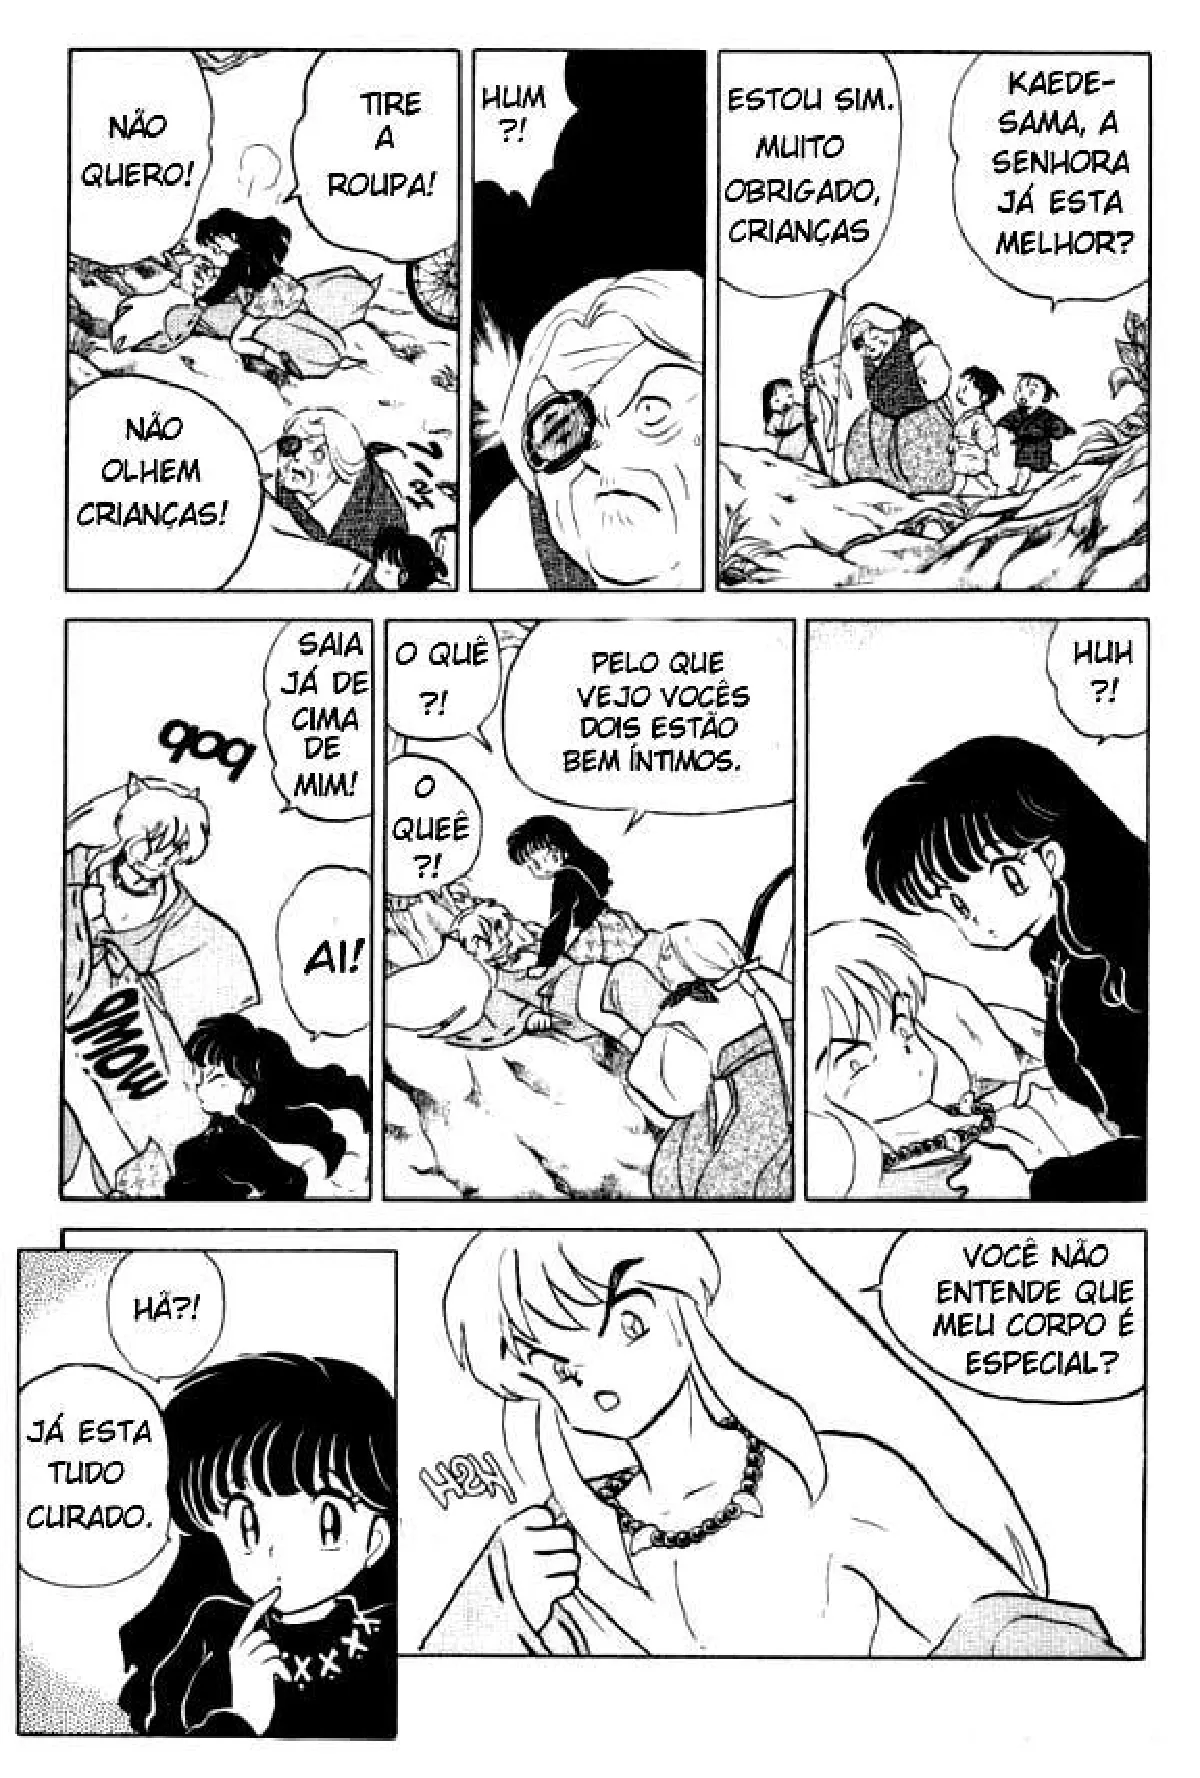 KAEDE-
SAMA, A
SENHORA
JÁ ESTA
MELHOR?
ESTOU SIM.
MUITO
OBRIGADO,
CRIANÇAS
HUM
?!
TIRE
A
ROUPA!
NÃO
QUERO!
NÃO
OLHEM
CRIANÇAS!
HUH
?!
PELO QUE
VEJO VOCÊS
DOIS ESTÃO
BEM ÍNTIMOS.
O QUÊ
?!
O
QUEÊ
?!
SAIA
JÁ DE
CIMA
DE
MIM!
AI!
VOCÊ NÃO
ENTENDE QUE
MEU CORPO É
ESPECIAL?
HÃ?!
JÁ ESTA
TUDO
CURADO.